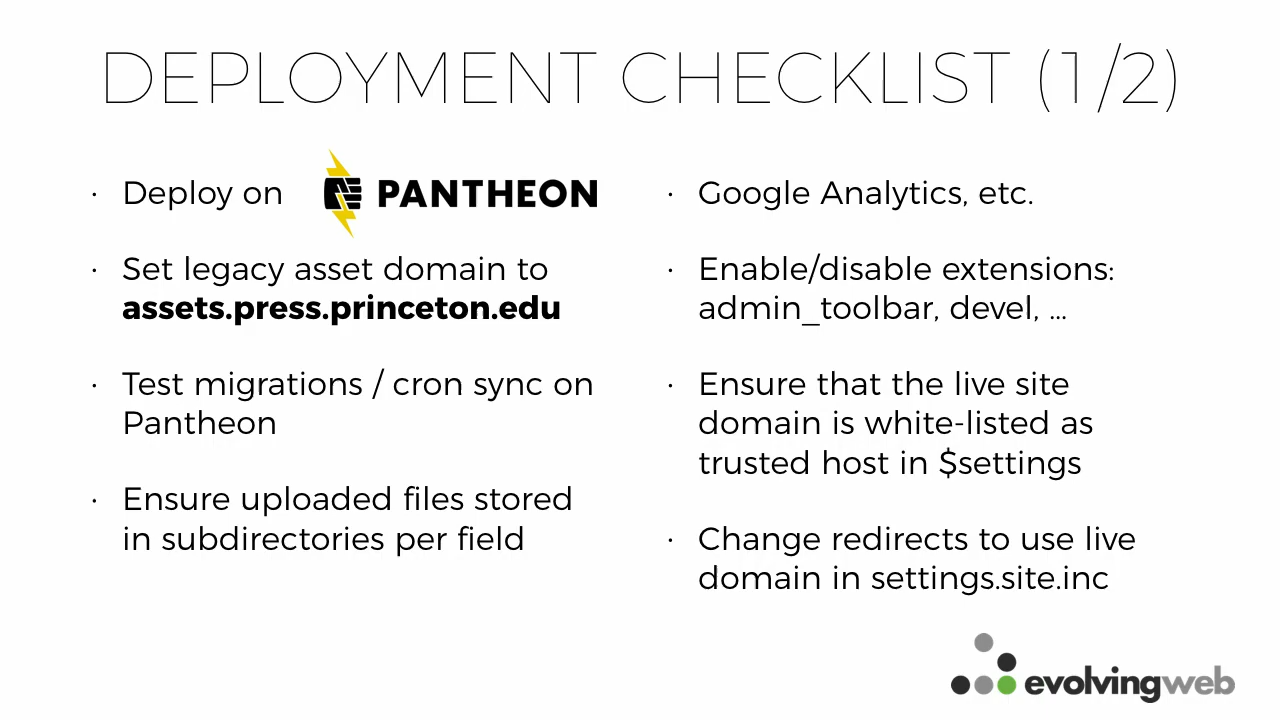 DEPLOYMENT CHECKLIST (1/2)
· Deploy on PANTHEON
· Set legacy asset domain to
assets.press.princeton.edu
· Test migrations / cron sync on
Pantheon
· Ensure uploaded files stored
in subdirectories per field
· Google Analytics, etc.
· Enable/disable extensions:
admin_toolbar, devel, ...
· Ensure that the live site
domain is white-listed as
trusted host in $settings
· Change redirects to use live
domain in settings.site.inc
evolvingweb